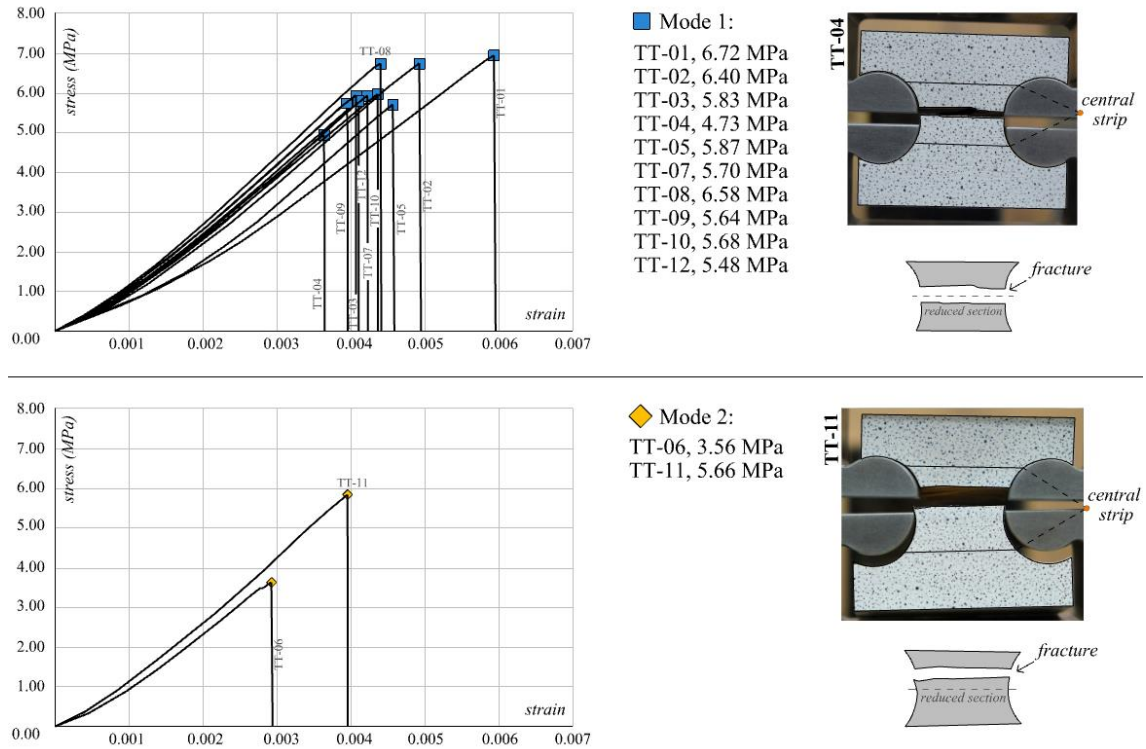 8.00
7.00
6.00
5.00
4.00
3.00
2.00
1.00
0.00
stress (MPa)
TT-08
TT-01
TT-12
TT-02
TT-09
TT-10
TT-05
TT-07
TT-04
TT-03
strain
0.001
0.002
0.003
0.004
0.005
0.006
0.007
Mode 1:
TT-01, 6.72 MPa
TT-02, 6.40 MPa
TT-03, 5.83 MPa
TT-04, 4.73 MPa
TT-05, 5.87 MPa
TT-07, 5.70 MPa
TT-08, 6.58 MPa
TT-09, 5.64 MPa
TT-10, 5.68 MPa
TT-12, 5.48 MPa
TT-04
central
strip
fracture
reduced section
8.00
7.00
6.00
5.00
4.00
3.00
2.00
1.00
0.00
stress (MPa)
TT-11
TT-06
strain
0.001
0.002
0.003
0.004
0.005
0.006
0.007
Mode 2:
TT-06, 3.56 MPa
TT-11, 5.66 MPa
TT-11
central
strip
fracture
reduced section